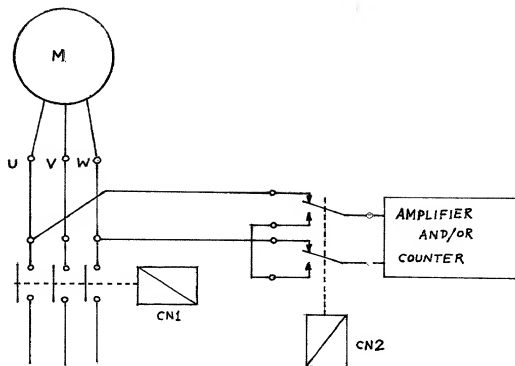 M
U V W
AMPLIFIER
AND/OR
COUNTER
CN1
CN2